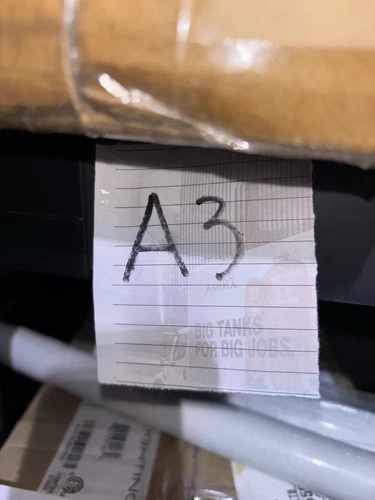 A3
BIG TANKS
FOR BIG JOBS.